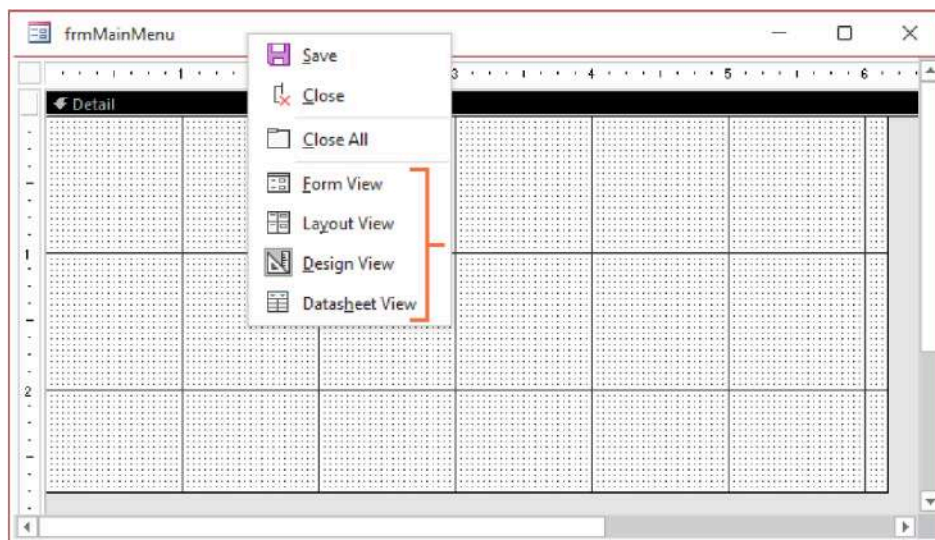 frmMainMenu
1 3 4 5 6
Detail
Save
Close
Close All
Form View
Layout View
Design View
Datasheet View
1
2